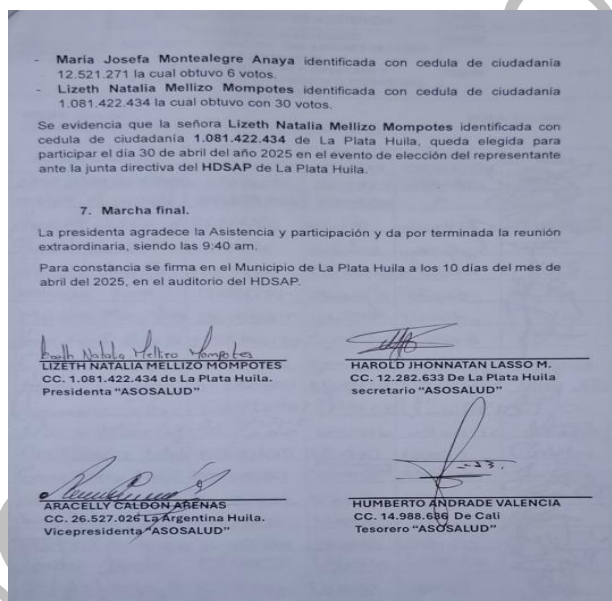 - María Josefa Montealegre Anaya identificada con cedula de ciudadanía
12.521.271 la cual obtuvo 6 votos.
- Lizeth Natalia Mellizo Mompotes identificada con cedula de ciudadanía
1.081.422.434 la cual obtuvo con 30 votos.
Se evidencia que la señora Lizeth Natalia Mellizo Mompotes identificada con
cedula de ciudadanía 1.081.422.434 de La Plata Huila, queda elegida para
participar el día 30 de abril del año 2025 en el evento de elección del representante
ante la junta directiva del HDSAP de La Plata Huila.
7. Marcha final.
La presidenta agradece la Asistencia y participación y da por terminada la reunión
extraordinaria, siendo las 9:40 am.
Para constancia se firma en el Municipio de La Plata Huila a los 10 días del mes de
abril del 2025, en el auditorio del HDSAP.
Natalia Mellizo Mompotes
LIZETH NATALIA MELLIZO MOMPOTES
CC. 1.081.422.434 de La Plata Huila.
Presidenta "ASOSALUD"
HAROLD JHONNATAN LASSO M.
CC. 12.282.633 De La Plata Huila
secretario "ASOSALUD"
ARACELLY CALDON ARENAS
CC. 26.527.026 La Argentina Huila.
Vicepresidenta "ASOSALUD"
HUMBERTO ANDRADE VALENCIA
CC. 14.988.686 De Cali
Tesorero "ASOSALUD"